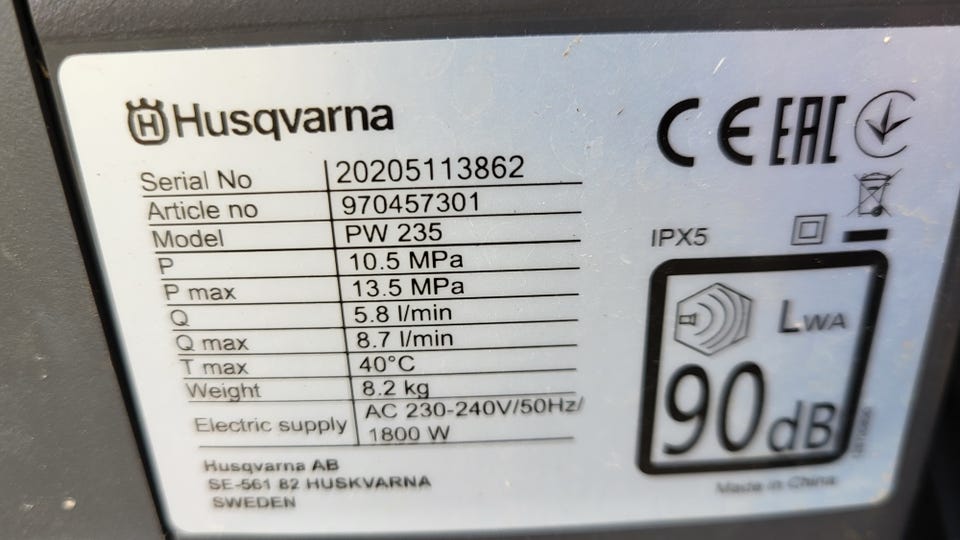 Husqvarna
Serial No 20205113862
Article no 970457301
Model PW 235
P 10.5 MPa
P max 13.5 MPa
Q 5.8 l/min
Q max 8.7 l/min
T max 40°C
Weight 8.2 kg
Electric supply AC 230-240V/50Hz/
1800 W
Husqvarna AB
SE-561 82 HUSKVARNA
SWEDEN
CE EAC
IPX5
LWA
90dB
Made in China